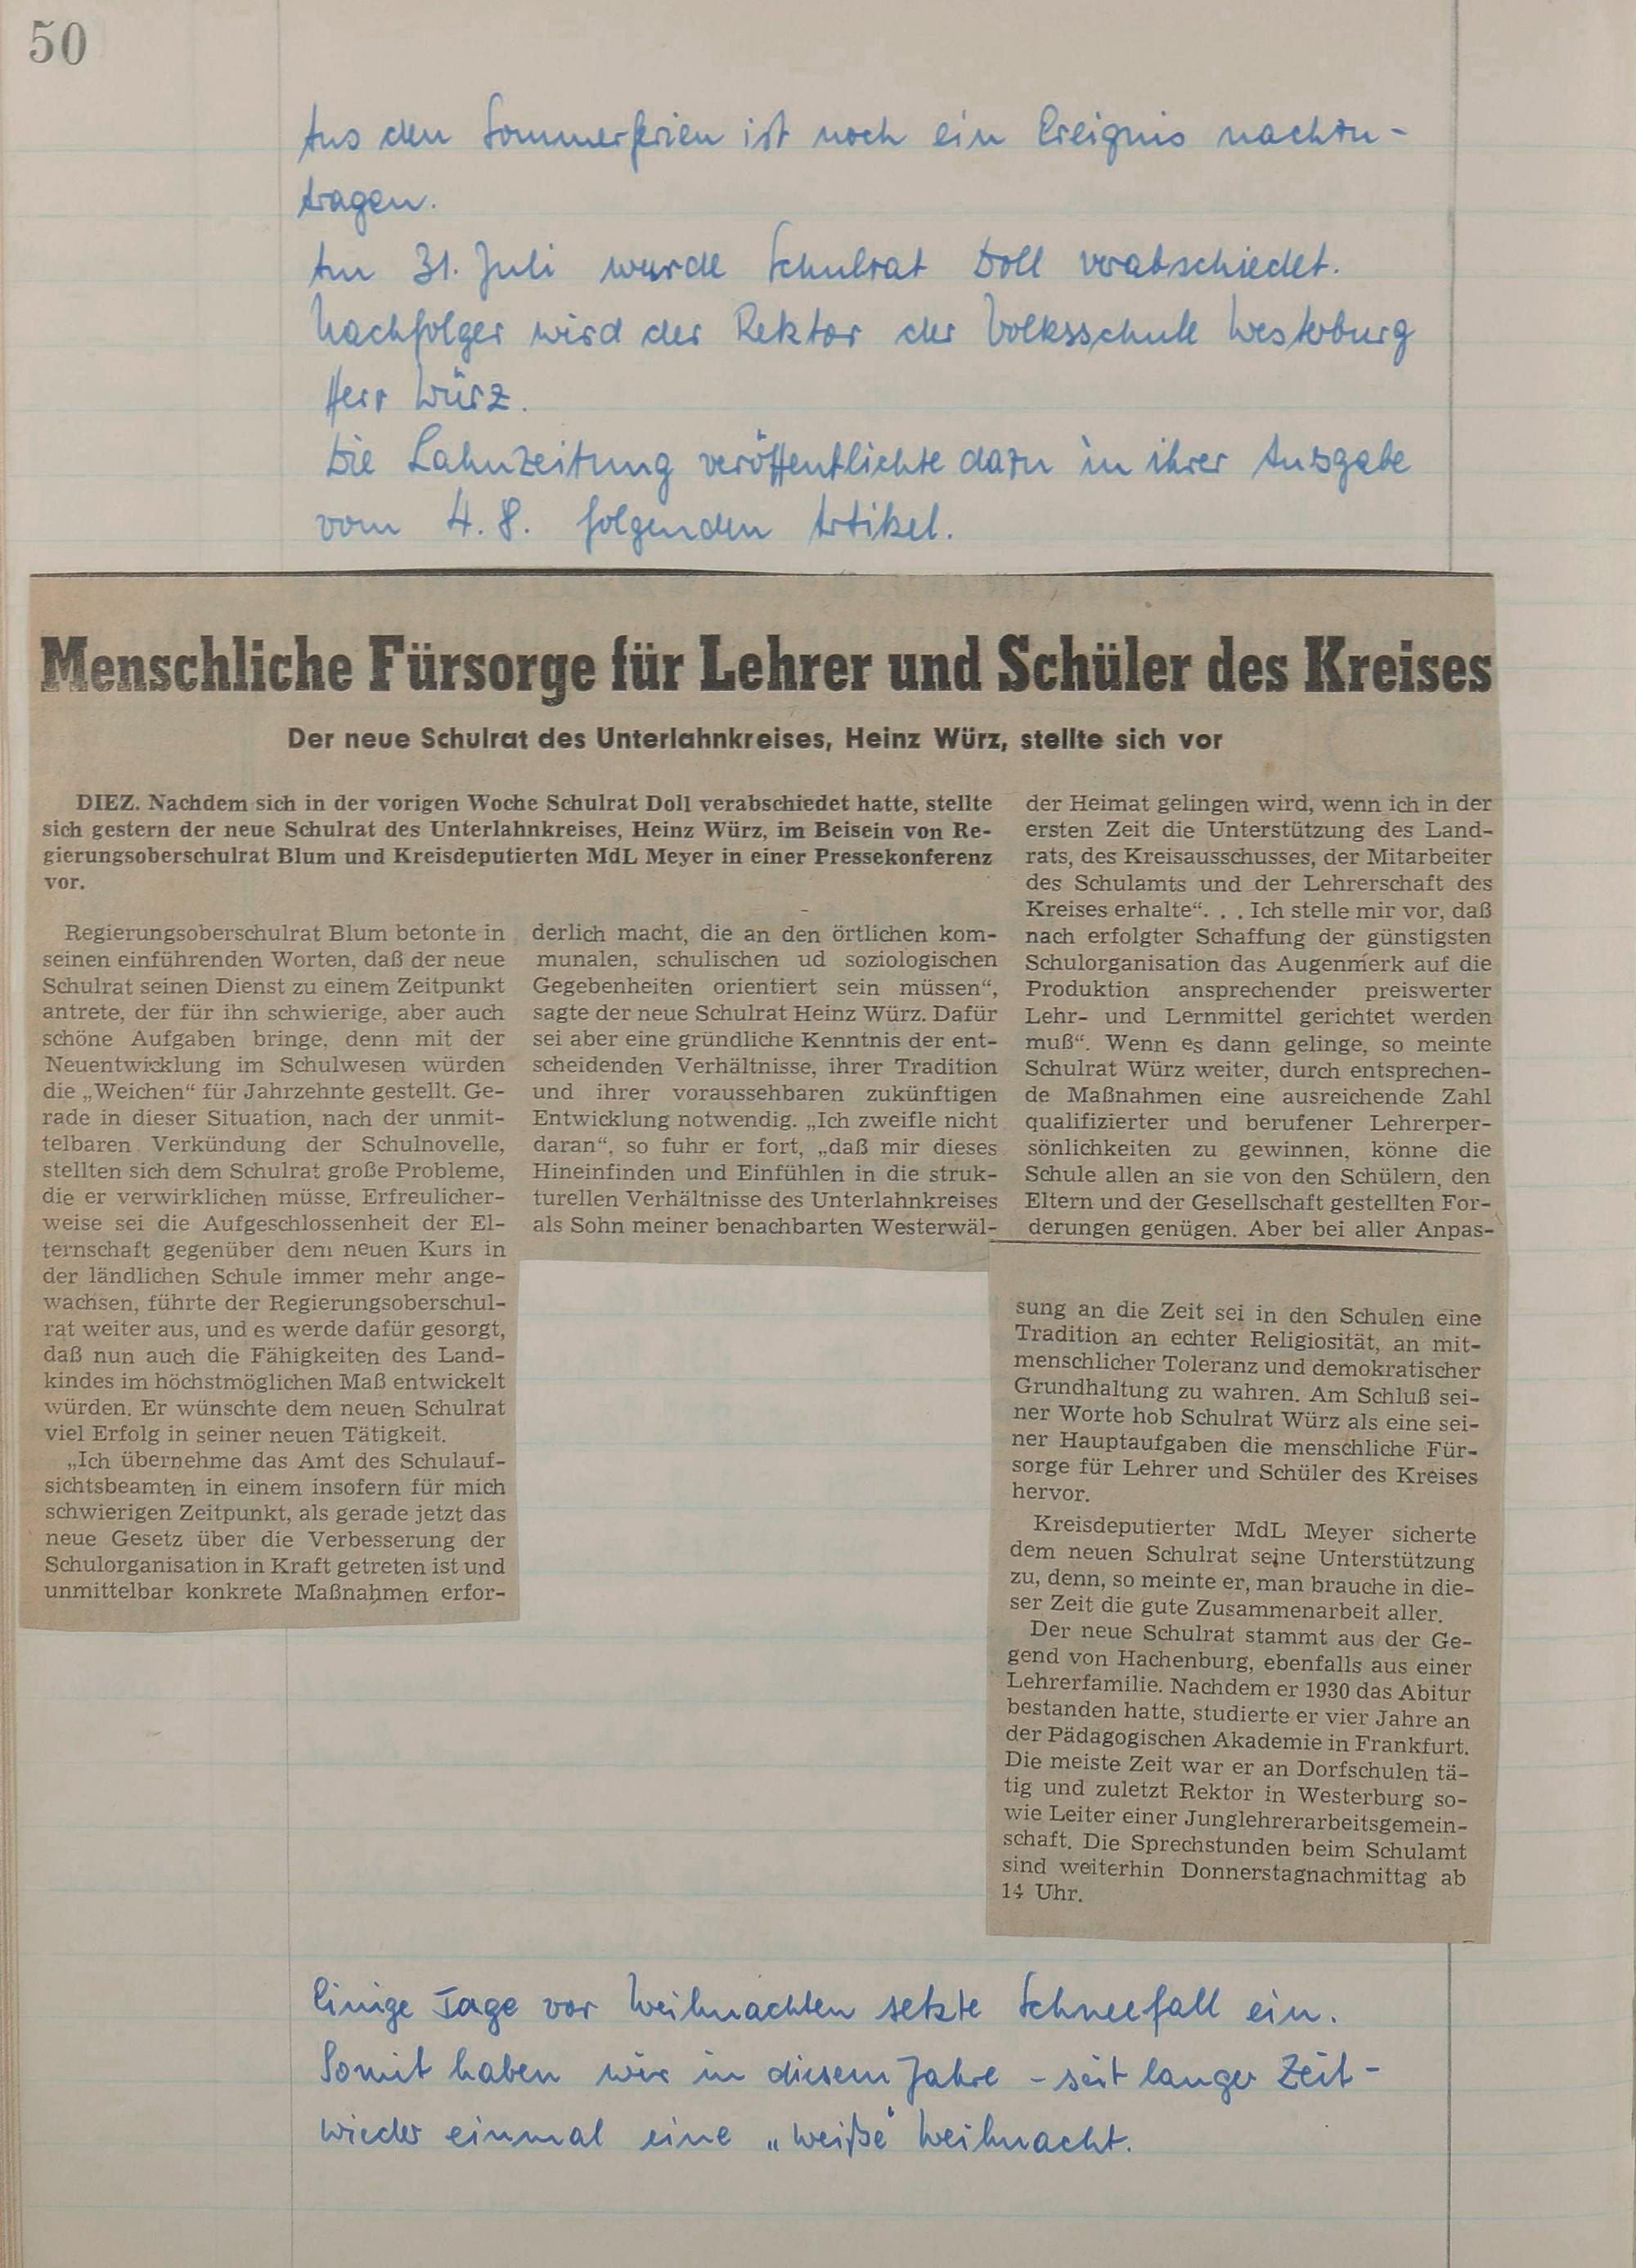 50
Aus den Sommerferien ist noch ein Ereignis nachzu-
tragen.
Am 31. Juli wurde Schulrat Doll verabschiedet.
Nachfolger wird der Rektor der Volksschule Westerburg
Herr Würz.
Die Lahnzeitung veröffentlichte dazu in ihrer Ausgabe
vom 4. 8. folgenden Artikel.
Menschliche Fürsorge für Lehrer und Schüler des Kreises
Der neue Schulrat des Unterlahnkreises, Heinz Würz, stellte sich vor
DIEZ. Nachdem sich in der vorigen Woche Schulrat Doll verabschiedet hatte, stellte
sich gestern der neue Schulrat des Unterlahnkreises, Heinz Würz, im Beisein von Re-
gierungsoberschulrat Blum und Kreisdeputierten MdL Meyer in einer Pressekonferenz
vor.
Regierungsoberschulrat Blum betonte in
seinen einführenden Worten, daß der neue
Schulrat seinen Dienst zu einem Zeitpunkt
antrete, der für ihn schwierige, aber auch
schöne Aufgaben bringe, denn mit der
Neuentwicklung im Schulwesen würden
die „Weichen“ für Jahrzehnte gestellt. Ge-
rade in dieser Situation, nach der unmit-
telbaren Verkündung der Schulnovelle,
stellten sich dem Schulrat große Probleme,
die er verwirklichen müsse. Erfreulicher-
weise sei die Aufgeschlossenheit der El-
ternschaft gegenüber dem neuen Kurs in
der ländlichen Schule immer mehr ange-
wachsen, führte der Regierungsoberschul-
rat weiter aus, und es werde dafür gesorgt,
daß nun auch die Fähigkeiten des Land-
kindes im höchstmöglichen Maß entwickelt
würden. Er wünschte dem neuen Schulrat
viel Erfolg in seiner neuen Tätigkeit.
„Ich übernehme das Amt des Schulauf-
sichtsbeamten in einem insofern für mich
schwierigen Zeitpunkt, als gerade jetzt das
neue Gesetz über die Verbesserung der
Schulorganisation in Kraft getreten ist und
unmittelbar konkrete Maßnahmen erfor-
derlich macht, die an den örtlichen kom-
munalen, schulischen ud soziologischen
Gegebenheiten orientiert sein müssen“,
sagte der neue Schulrat Heinz Würz. Dafür
sei aber eine gründliche Kenntnis der ent-
scheidenden Verhältnisse, ihrer Tradition
und ihrer voraussehbaren zukünftigen
Entwicklung notwendig. „Ich zweifle nicht
daran“, so fuhr er fort, „daß mir dieses
Hineinfinden und Einfühlen in die struk-
turellen Verhältnisse des Unterlahnkreises
als Sohn meiner benachbarten Westerwäl-
der Heimat gelingen wird, wenn ich in der
ersten Zeit die Unterstützung des Land-
rats, des Kreisausschusses, der Mitarbeiter
des Schulamts und der Lehrerschaft des
Kreises erhalte“. . . Ich stelle mir vor, daß
nach erfolgter Schaffung der günstigsten
Schulorganisation das Augenmerk auf die
Produktion ansprechender preiswerter
Lehr- und Lernmittel gerichtet werden
muß“. Wenn es dann gelinge, so meinte
Schulrat Würz weiter, durch entsprechen-
de Maßnahmen eine ausreichende Zahl
qualifizierter und berufener Lehrerper-
sönlichkeiten zu gewinnen, könne die
Schule allen an sie von den Schülern, den
Eltern und der Gesellschaft gestellten For-
derungen genügen. Aber bei aller Anpas-
sung an die Zeit sei in den Schulen eine
Tradition an echter Religiosität, an mit-
menschlicher Toleranz und demokratischer
Grundhaltung zu wahren. Am Schluß sei-
ner Worte hob Schulrat Würz als eine sei-
ner Hauptaufgaben die menschliche Für-
sorge für Lehrer und Schüler des Kreises
hervor.
Kreisdeputierter MdL Meyer sicherte
dem neuen Schulrat seine Unterstützung
zu, denn, so meinte er, man brauche in die-
ser Zeit die gute Zusammenarbeit aller.
Der neue Schulrat stammt aus der Ge-
gend von Hachenburg, ebenfalls aus einer
Lehrerfamilie. Nachdem er 1930 das Abitur
bestanden hatte, studierte er vier Jahre an
der Pädagogischen Akademie in Frankfurt.
Die meiste Zeit war er an Dorfschulen tä-
tig und zuletzt Rektor in Westerburg so-
wie Leiter einer Junglehrerarbeitsgemein-
schaft. Die Sprechstunden beim Schulamt
sind weiterhin Donnerstagnachmittag ab
14 Uhr.
Einige Tage vor Weihnachten setzte Schneefall ein.
Somit haben wir in diesem Jahre - seit langer Zeit -
wieder einmal eine „weiße“ Weihnacht.